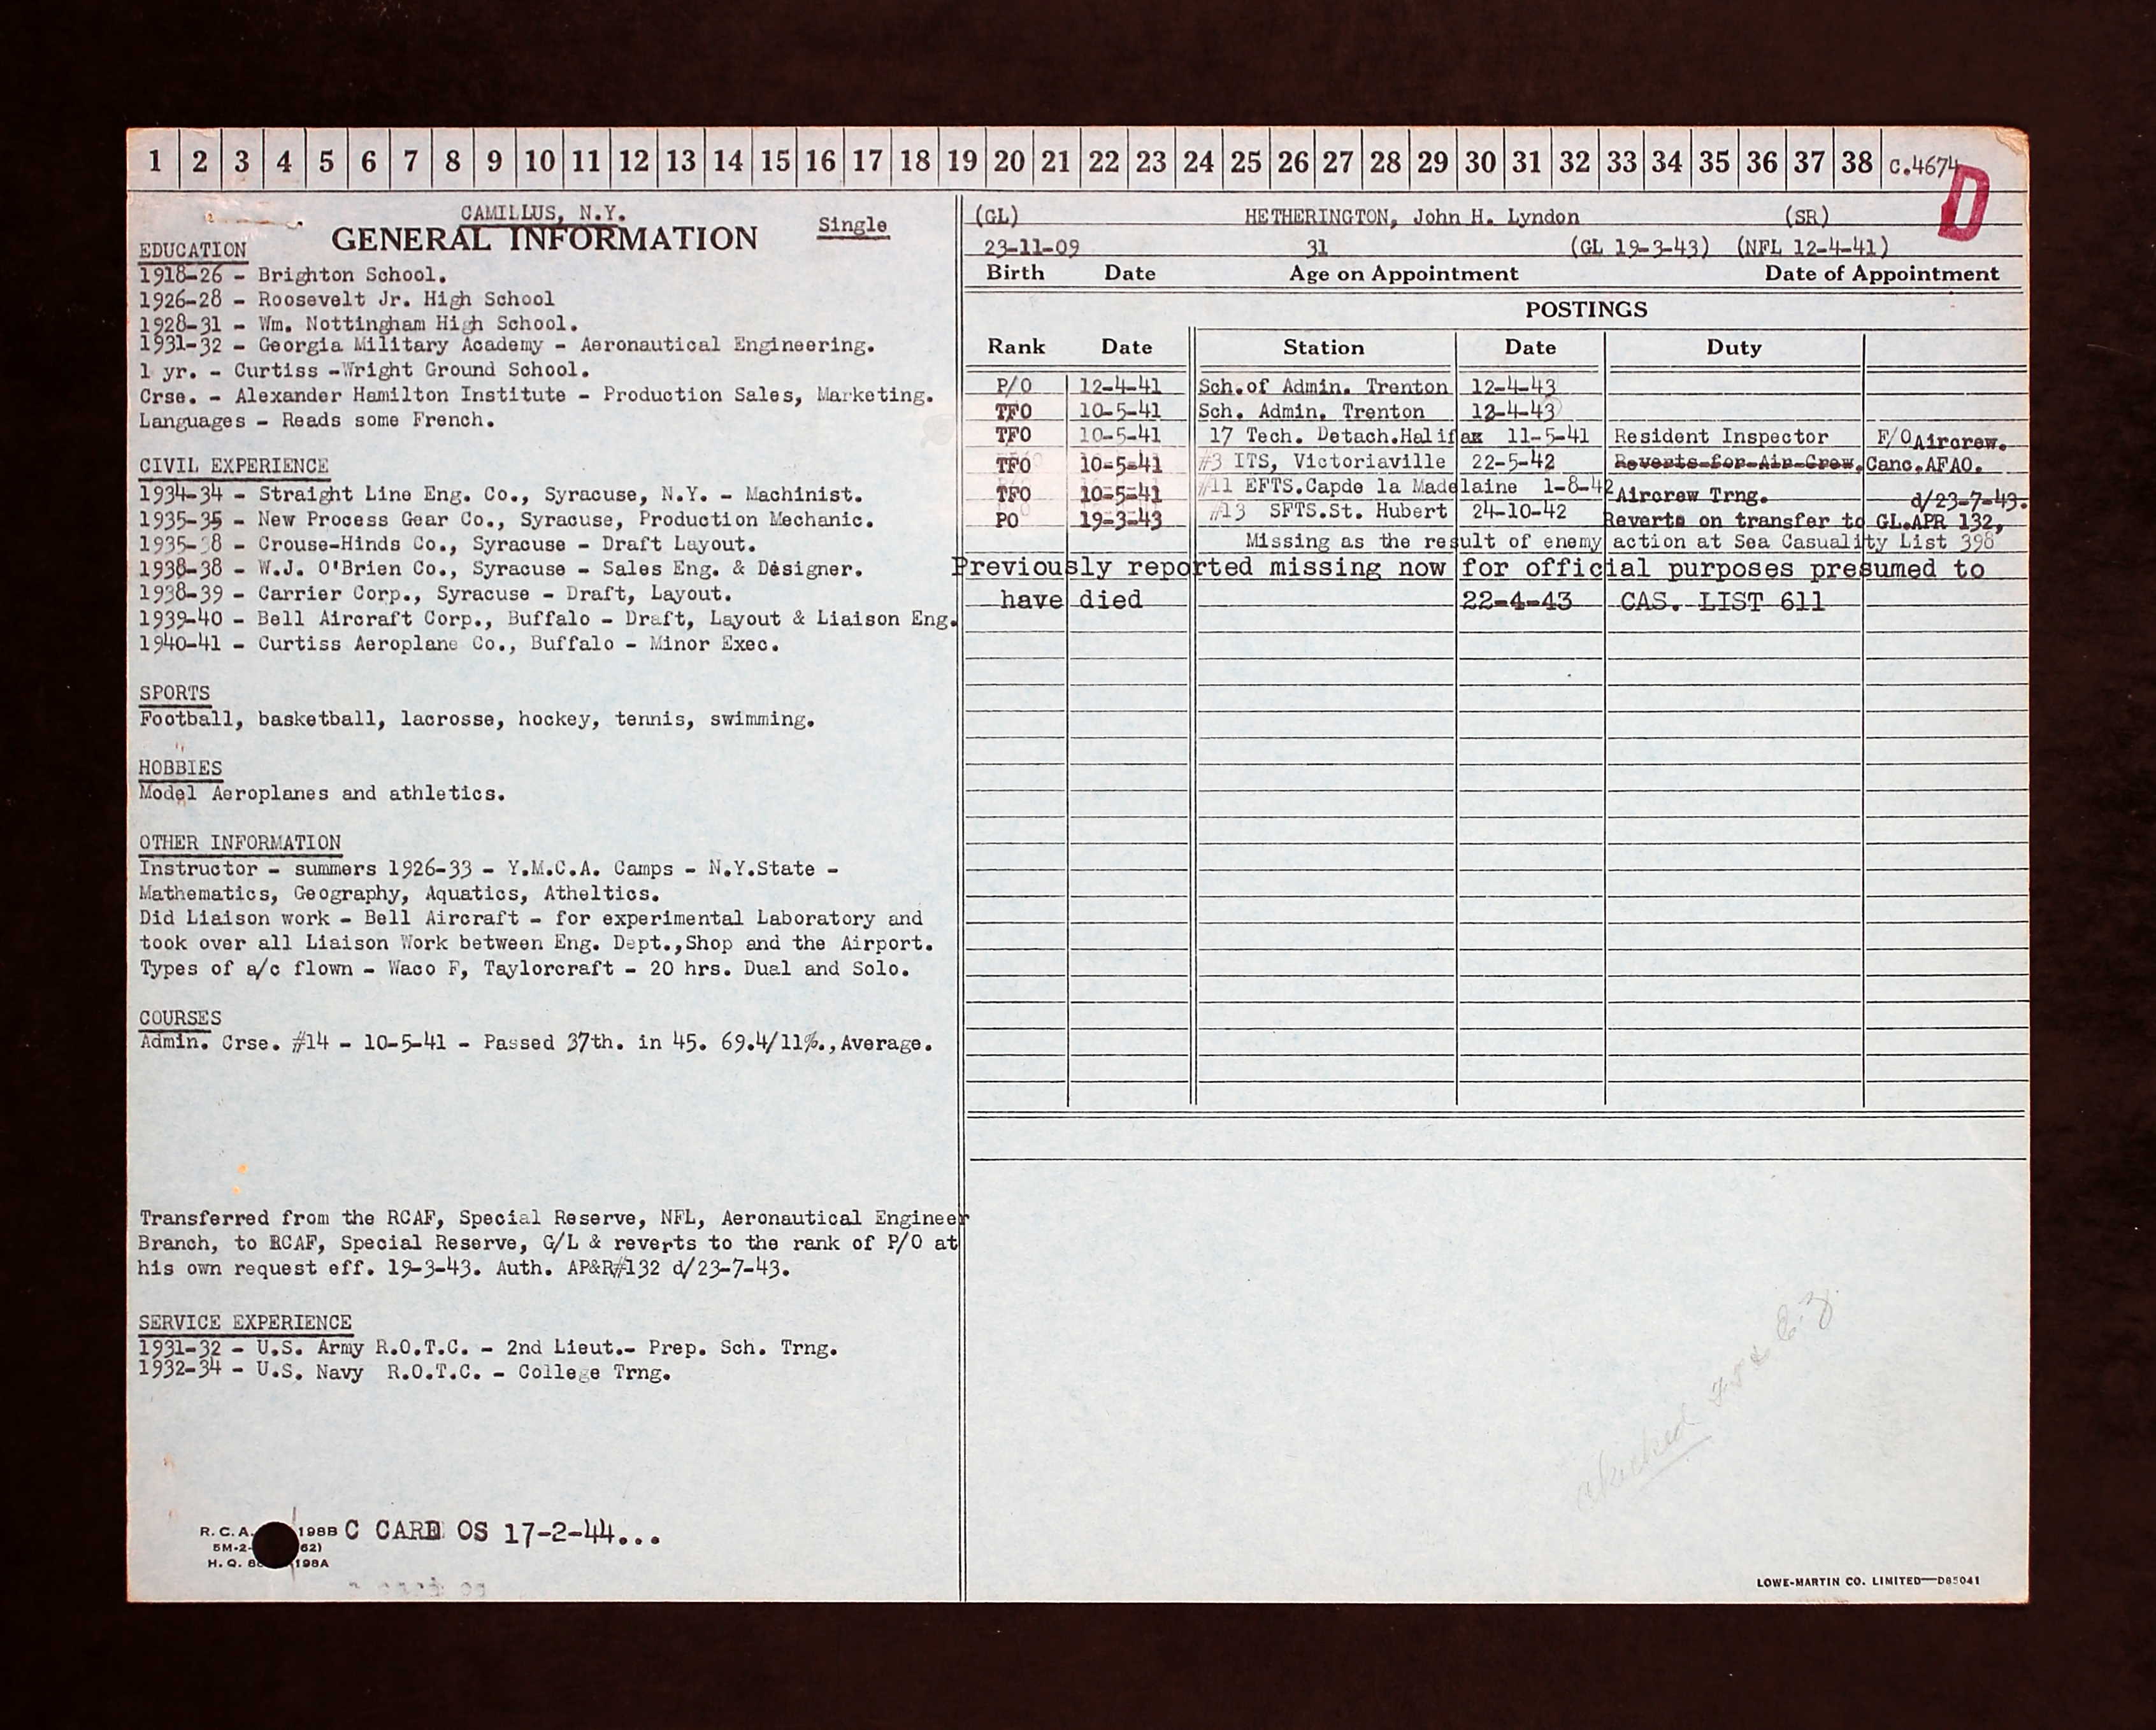 1 2 3 4 5 6 7 8 9 10 11 12 13 14 15 16 17 18 19 20 21 22 23 24 25 26 27 28 29 30 31 32 33 34 35 36 37 38 C.4674
D
CAMILLUS, N.Y.
GENERAL INFORMATION Single
EDUCATION
1918-26 - Brighton School.
1926-28 - Roosevelt Jr. High School
1928-31 - Wm. Nottingham High School.
1931-32 - Georgia Military Academy - Aeronautical Engineering.
1 yr. - Curtiss -Wright Ground School.
Crse. - Alexander Hamilton Institute - Production Sales, Marketing.
Languages - Reads some French.
CIVIL EXPERIENCE
1934-34 - Straight Line Eng. Co., Syracuse, N.Y. - Machinist.
1935-35 - New Process Gear Co., Syracuse, Production Mechanic.
1935-38 - Crouse-Hinds Co., Syracuse - Draft Layout.
1938-38 - W.J. O'Brien Co., Syracuse - Sales Eng. & Designer.
1938-39 - Carrier Corp., Syracuse - Draft, Layout.
1939-40 - Bell Aircraft Corp., Buffalo - Draft, Layout & Liaison Eng.
1940-41 - Curtiss Aeroplane Co., Buffalo - Minor Exec.
SPORTS
Football, basketball, lacrosse, hockey, tennis, swimming.
HOBBIES
Model Aeroplanes and athletics.
OTHER INFORMATION
Instructor - summers 1926-33 - Y.M.C.A. Camps - N.Y.State -
Mathematics, Geography, Aquatics, Atheltics.
Did Liaison work - Bell Aircraft - for experimental Laboratory and
took over all Liaison Work between Eng. Dept.,Shop and the Airport.
Types of a/c flown - Waco F, Taylorcraft - 20 hrs. Dual and Solo.
COURSES
Admin. Crse. #14 - 10-5-41 - Passed 37th. in 45. 69.4/11%., Average.
Transferred from the RCAF, Special Reserve, NFL, Aeronautical Engineer
Branch, to RCAF, Special Reserve, G/L & reverts to the rank of P/O at
his own request eff. 19-3-43. Auth. AP&R#132 d/23-7-43.
SERVICE EXPERIENCE
1931-32 - U.S. Army R.O.T.C. - 2nd Lieut.- Prep. Sch. Trng.
1932-34 - U.S. Navy R.O.T.C. - College Trng.
R.C.A. 198B C CARD OS 17-2-44...
5M-2- 62)
H.Q. 198A
(GL) HETHERINGTON, John H. Lyndon (SR)
23-11-09 31 (GL 19-3-43) (NFL 12-4-41)
Birth Date Age on Appointment Date of Appointment
POSTINGS
Rank Date Station Date Duty
P/O 12-4-41 Sch.of Admin. Trenton 12-4-43
TFO 10-5-41 Sch. Admin. Trenton 12-4-43
TFO 10-5-41 17 Tech. Detach.Halifax 11-5-41 Resident Inspector F/O Aircrew.
TFO 10-5-41 #3 ITS, Victoriaville 22-5-42 Reverts for Air Crew. Canc.AFAO.
TFO 10-5-41 #11 EFTS.Capde la Madelaine 1-8-42 Aircrew Trng. d/23-7-43.
PO 19-3-43 #13 SFTS.St. Hubert 24-10-42 Reverts on transfer to GL.APR 132,
Missing as the result of enemy action at Sea Casuality List 398
Previously reported missing now for official purposes presumed to
have died 22-4-43 CAS. LIST 611
LOWE-MARTIN CO. LIMITED—D85041